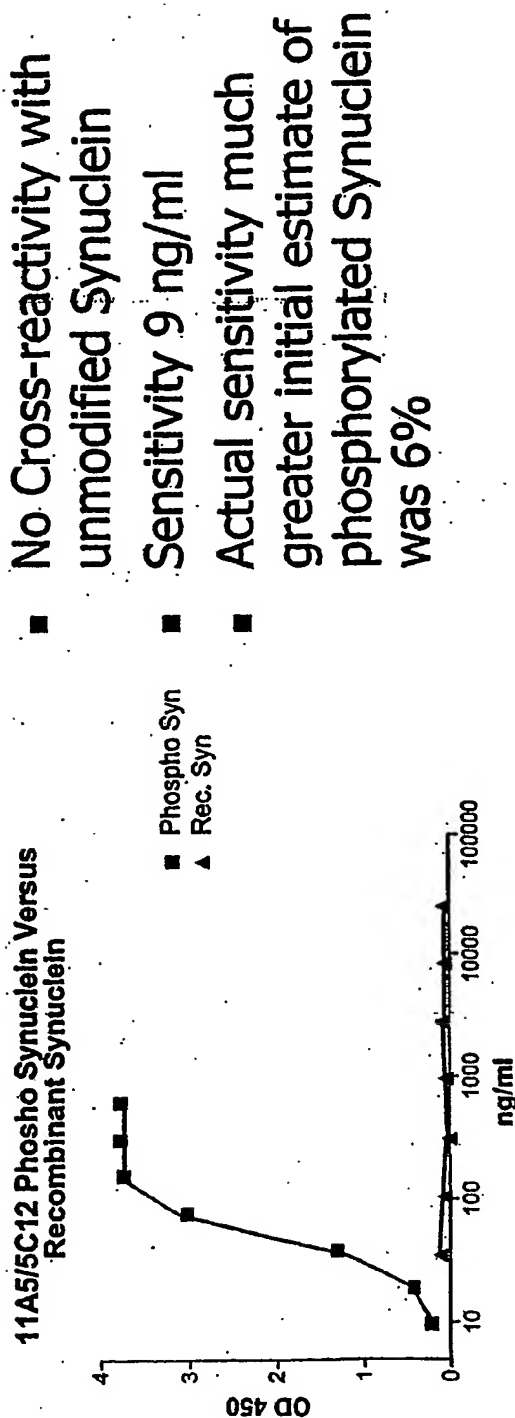 11A5/5C12 Phosho Synuclein Versus
Recombinant Synuclein
OD 450
4
3
2
1
0
10
100
1000
10000
100000
ng/ml
Phospho Syn
Rec. Syn
■ No Cross-reactivity with
unmodified Synuclein
■ Sensitivity 9 ng/ml
■ Actual sensitivity much
greater initial estimate of
phosphorylated Synuclein
was 6%